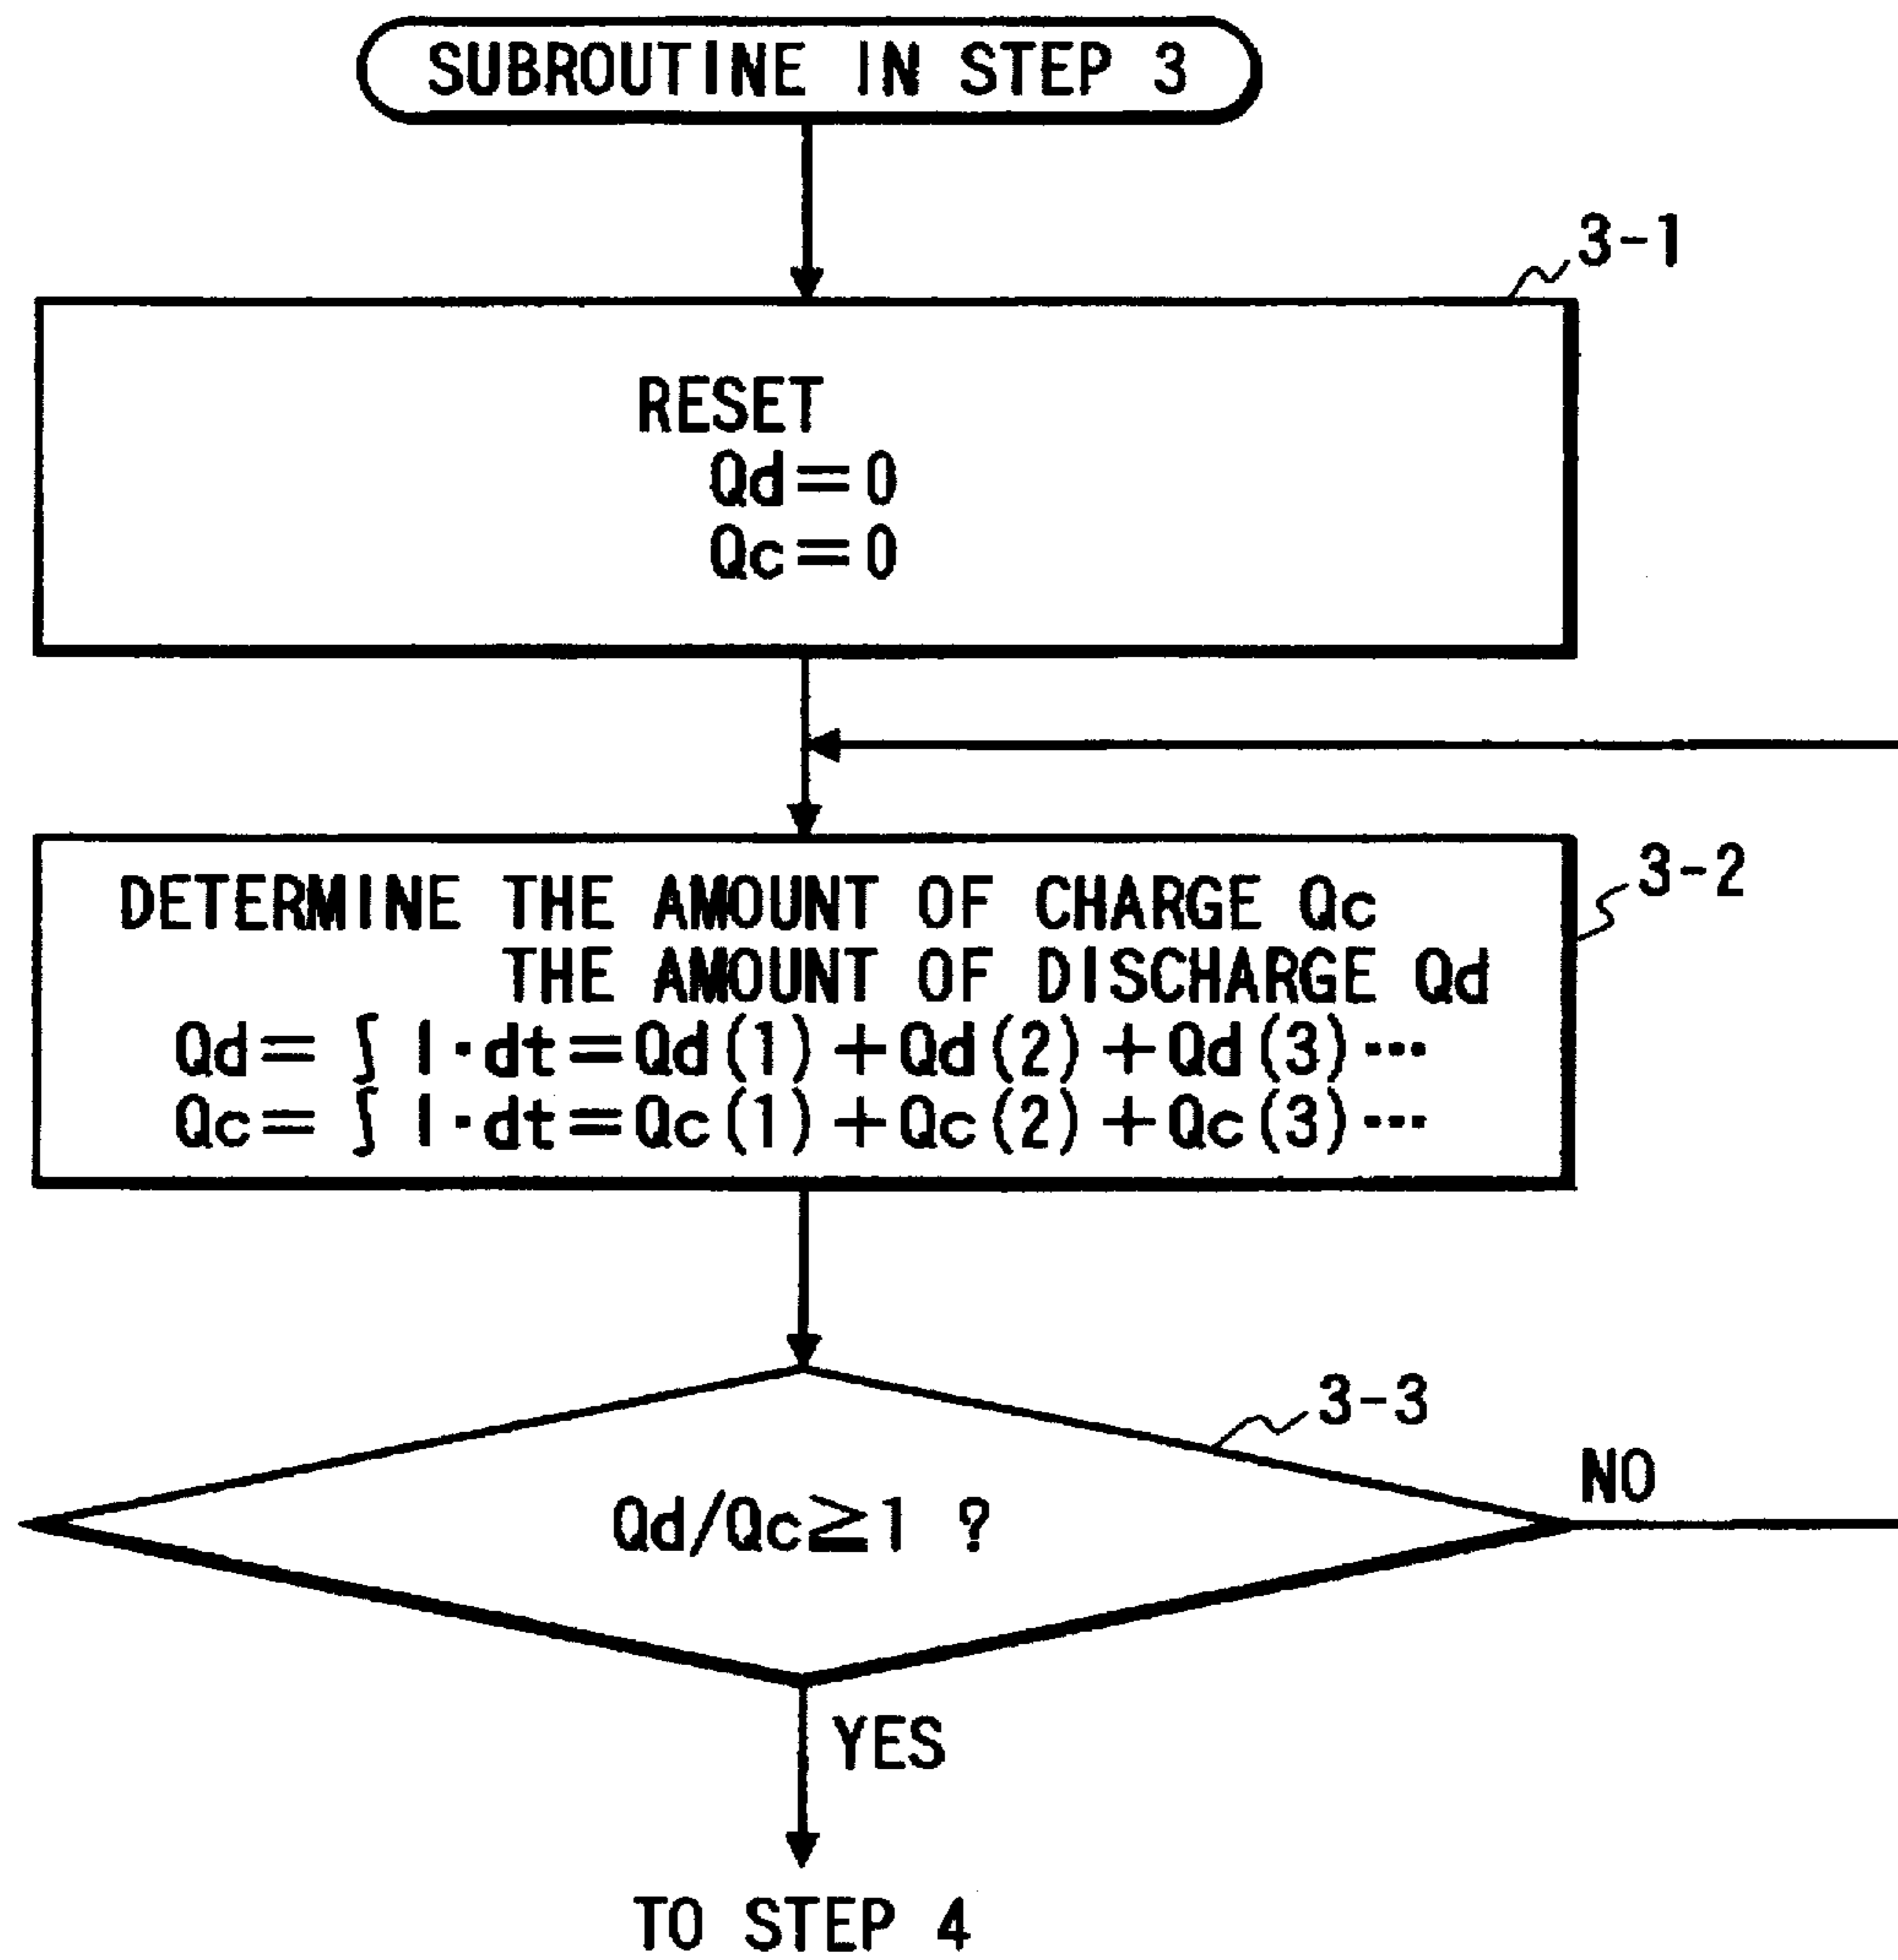 SUBROUTINE IN STEP 3
3-1
RESET
Qd=0
Qc=0
3-2
DETERMINE THE AMOUNT OF CHARGE Qc
THE AMOUNT OF DISCHARGE Qd
Qd= ∫ I·dt=Qd(1)+Qd(2)+Qd(3)···
Qc= ∫ I·dt=Qc(1)+Qc(2)+Qc(3)···
3-3
Qd/Qc≧1 ?
NO
YES
TO STEP 4